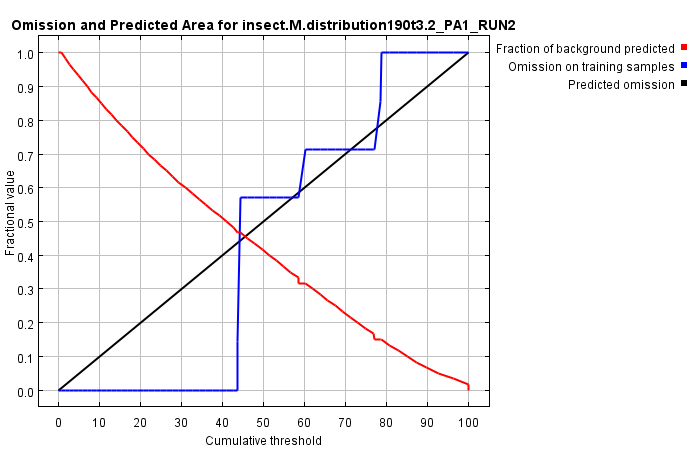 Omission and Predicted Area for insect.M.distribution190t3.2_PA1_RUN2
Fraction of background predicted
Omission on training samples
Predicted omission
1.0
0.9
0.8
0.7
0.6
0.5
0.4
0.3
0.2
0.1
0.0
Fractional value
0 10 20 30 40 50 60 70 80 90 100
Cumulative threshold